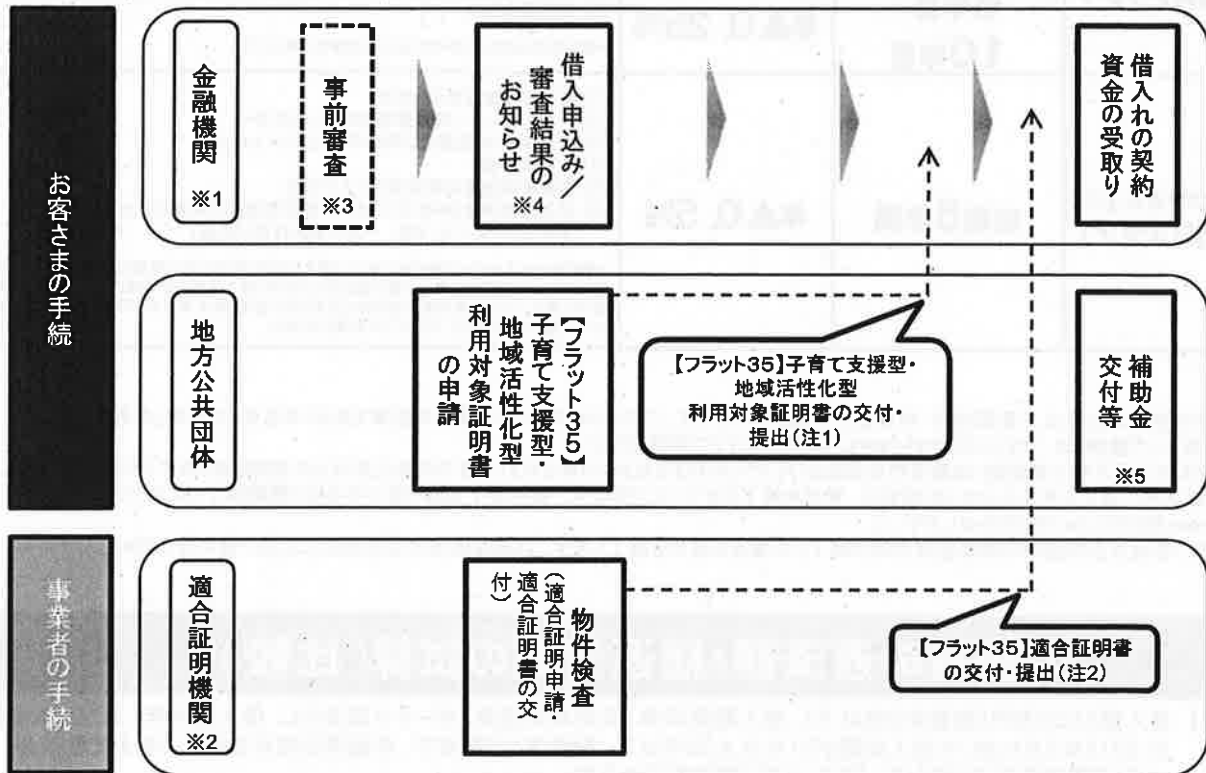 お客さまの手続
金融機関
※1
事前審査
※3
借入申込み／
審査結果の
お知らせ
※4
借入れの契約
資金の受取り
地方公共団体
【フラット35】
子育て支援型・
地域活性化型
利用対象証明書
の申請
【フラット35】子育て支援型・
地域活性化型
利用対象証明書の交付・
提出(注1)
補助金
交付等
※5
事業者の手続
適合証明機関
※2
物件検査
(適合証明申請・
適合証明書の交
付)
【フラット35】適合証明書
の交付・提出(注2)